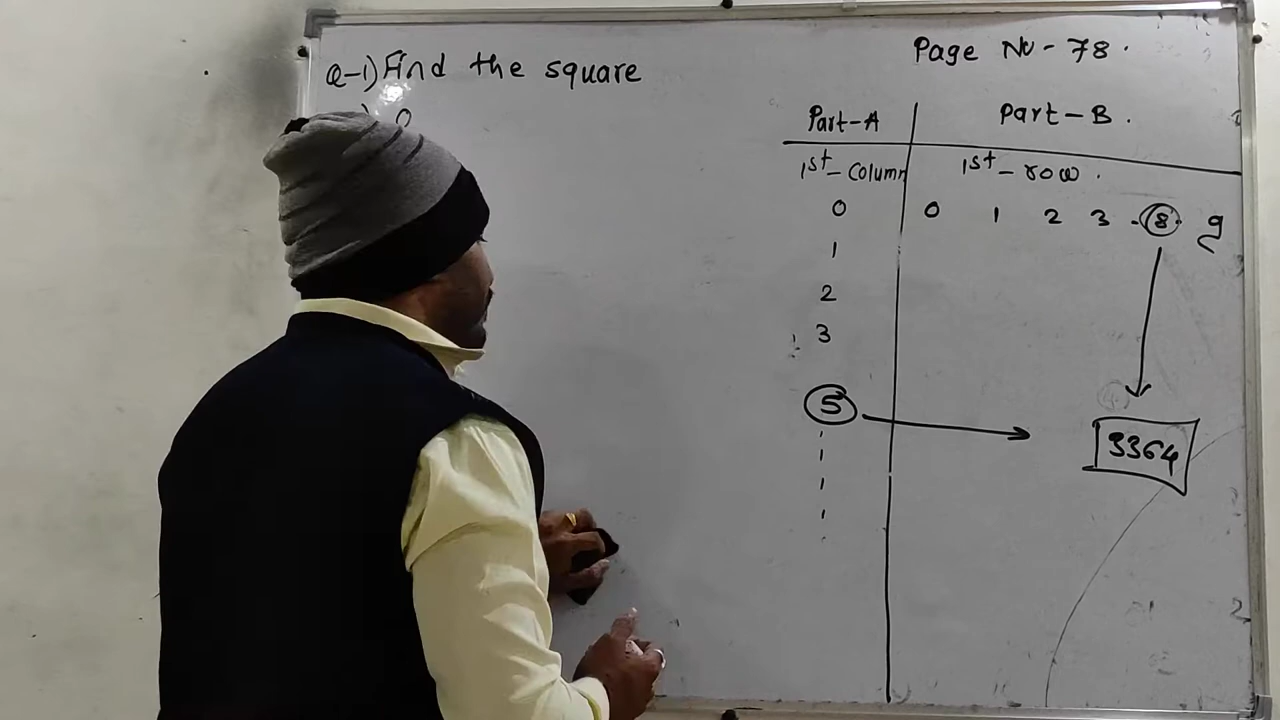 Q-1) Find the square
Page No - 78.
Part-A Part-B.
1st-Column 1st-row.
0 0 1 2 3 8 9
1
2
3
5
3364